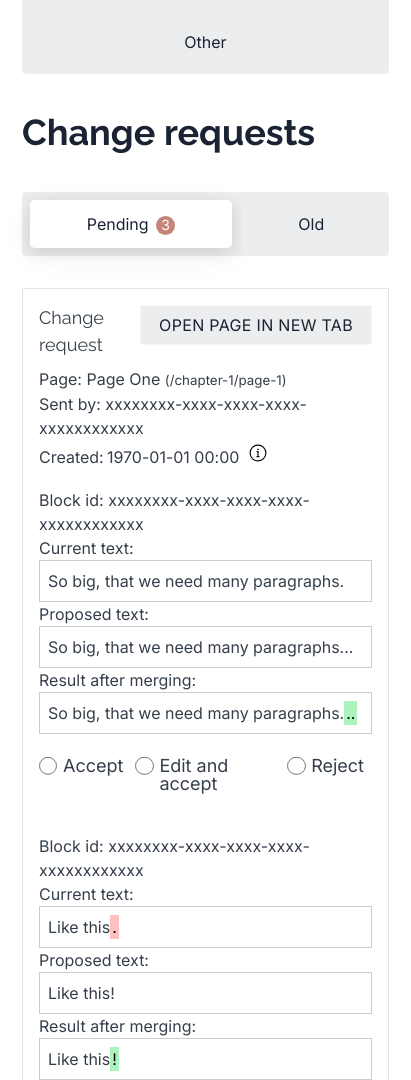 Other
Change requests
Pending 3
Old
Change
request
OPEN PAGE IN NEW TAB
Page: Page One (/chapter-1/page-1)
Sent by: xxxxxxxx-xxxx-xxxx-xxxx-
xxxxxxxxxxxx
Created: 1970-01-01 00:00
Block id: xxxxxxxx-xxxx-xxxx-xxxx-
xxxxxxxxxxxx
Current text:
So big, that we need many paragraphs.
Proposed text:
So big, that we need many paragraphs...
Result after merging:
So big, that we need many paragraphs...
Accept
Edit and
accept
Reject
Block id: xxxxxxxx-xxxx-xxxx-xxxx-
xxxxxxxxxxxx
Current text:
Like this.
Proposed text:
Like this!
Result after merging:
Like this!